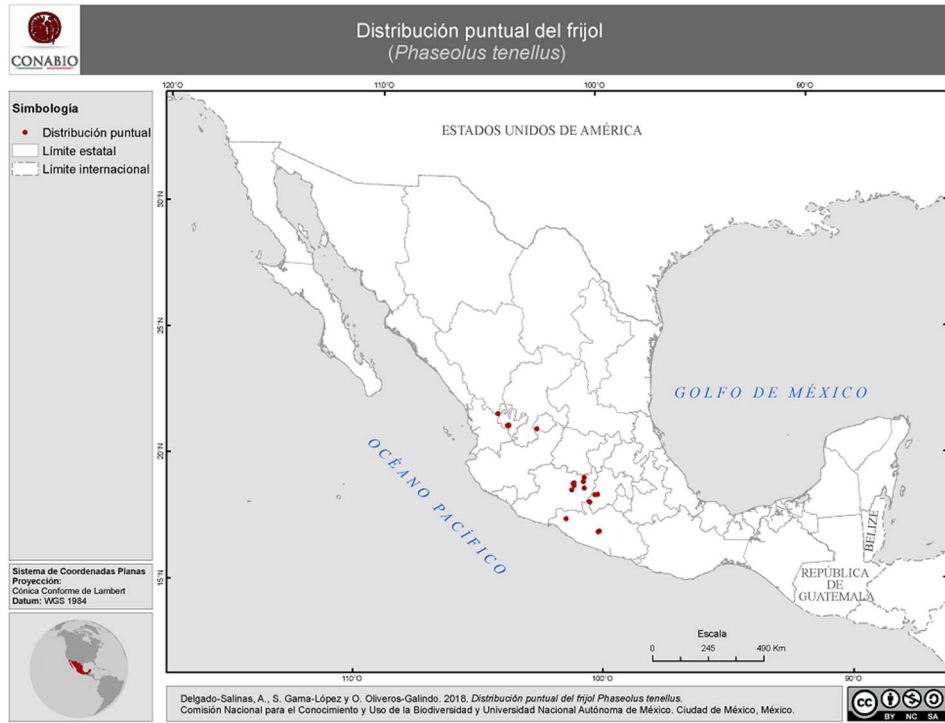 CONABIO
Distribución puntual del frijol
(Phaseolus tenellus)
Simbología
Distribución puntual
Límite estatal
Límite internacional
120°O
110°O
100°O
90°O
ESTADOS UNIDOS DE AMÉRICA
30°N
25°N
20°N
15°N
GOLFO DE MÉXICO
OCÉANO PACÍFICO
BELIZE
REPÚBLICA
DE
GUATEMALA
Escala
0 245 490 Km
110°O
100°O
90°O
Sistema de Coordenadas Planas
Proyección:
Cónica Conforme de Lambert
Datum: WGS 1984
Delgado-Salinas, A., S. Gama-López y O. Oliveros-Galindo. 2018. Distribución puntual del frijol Phaseolus tenellus.
Comisión Nacional para el Conocimiento y Uso de la Biodiversidad y Universidad Nacional Autónoma de México. Ciudad de México, México.
CC BY NC SA